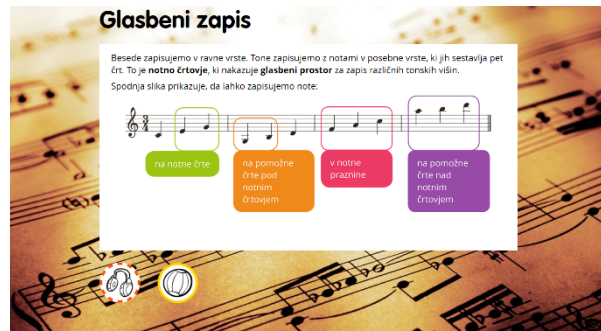 Glasbeni zapis
Besede zapisujemo v ravne vrste. Tone zapisujemo z notami v posebne vrste, ki jih sestavlja pet
črt. To je notno črtovje, ki nakazuje glasbeni prostor za zapis različnih tonskih višin.
Spodnja slika prikazuje, da lahko zapisujemo note:
3
4
na notne črte
na pomožne
črte pod
notnim
črtovjem
v notne
praznine
na pomožne
črte nad
notnim
črtovjem